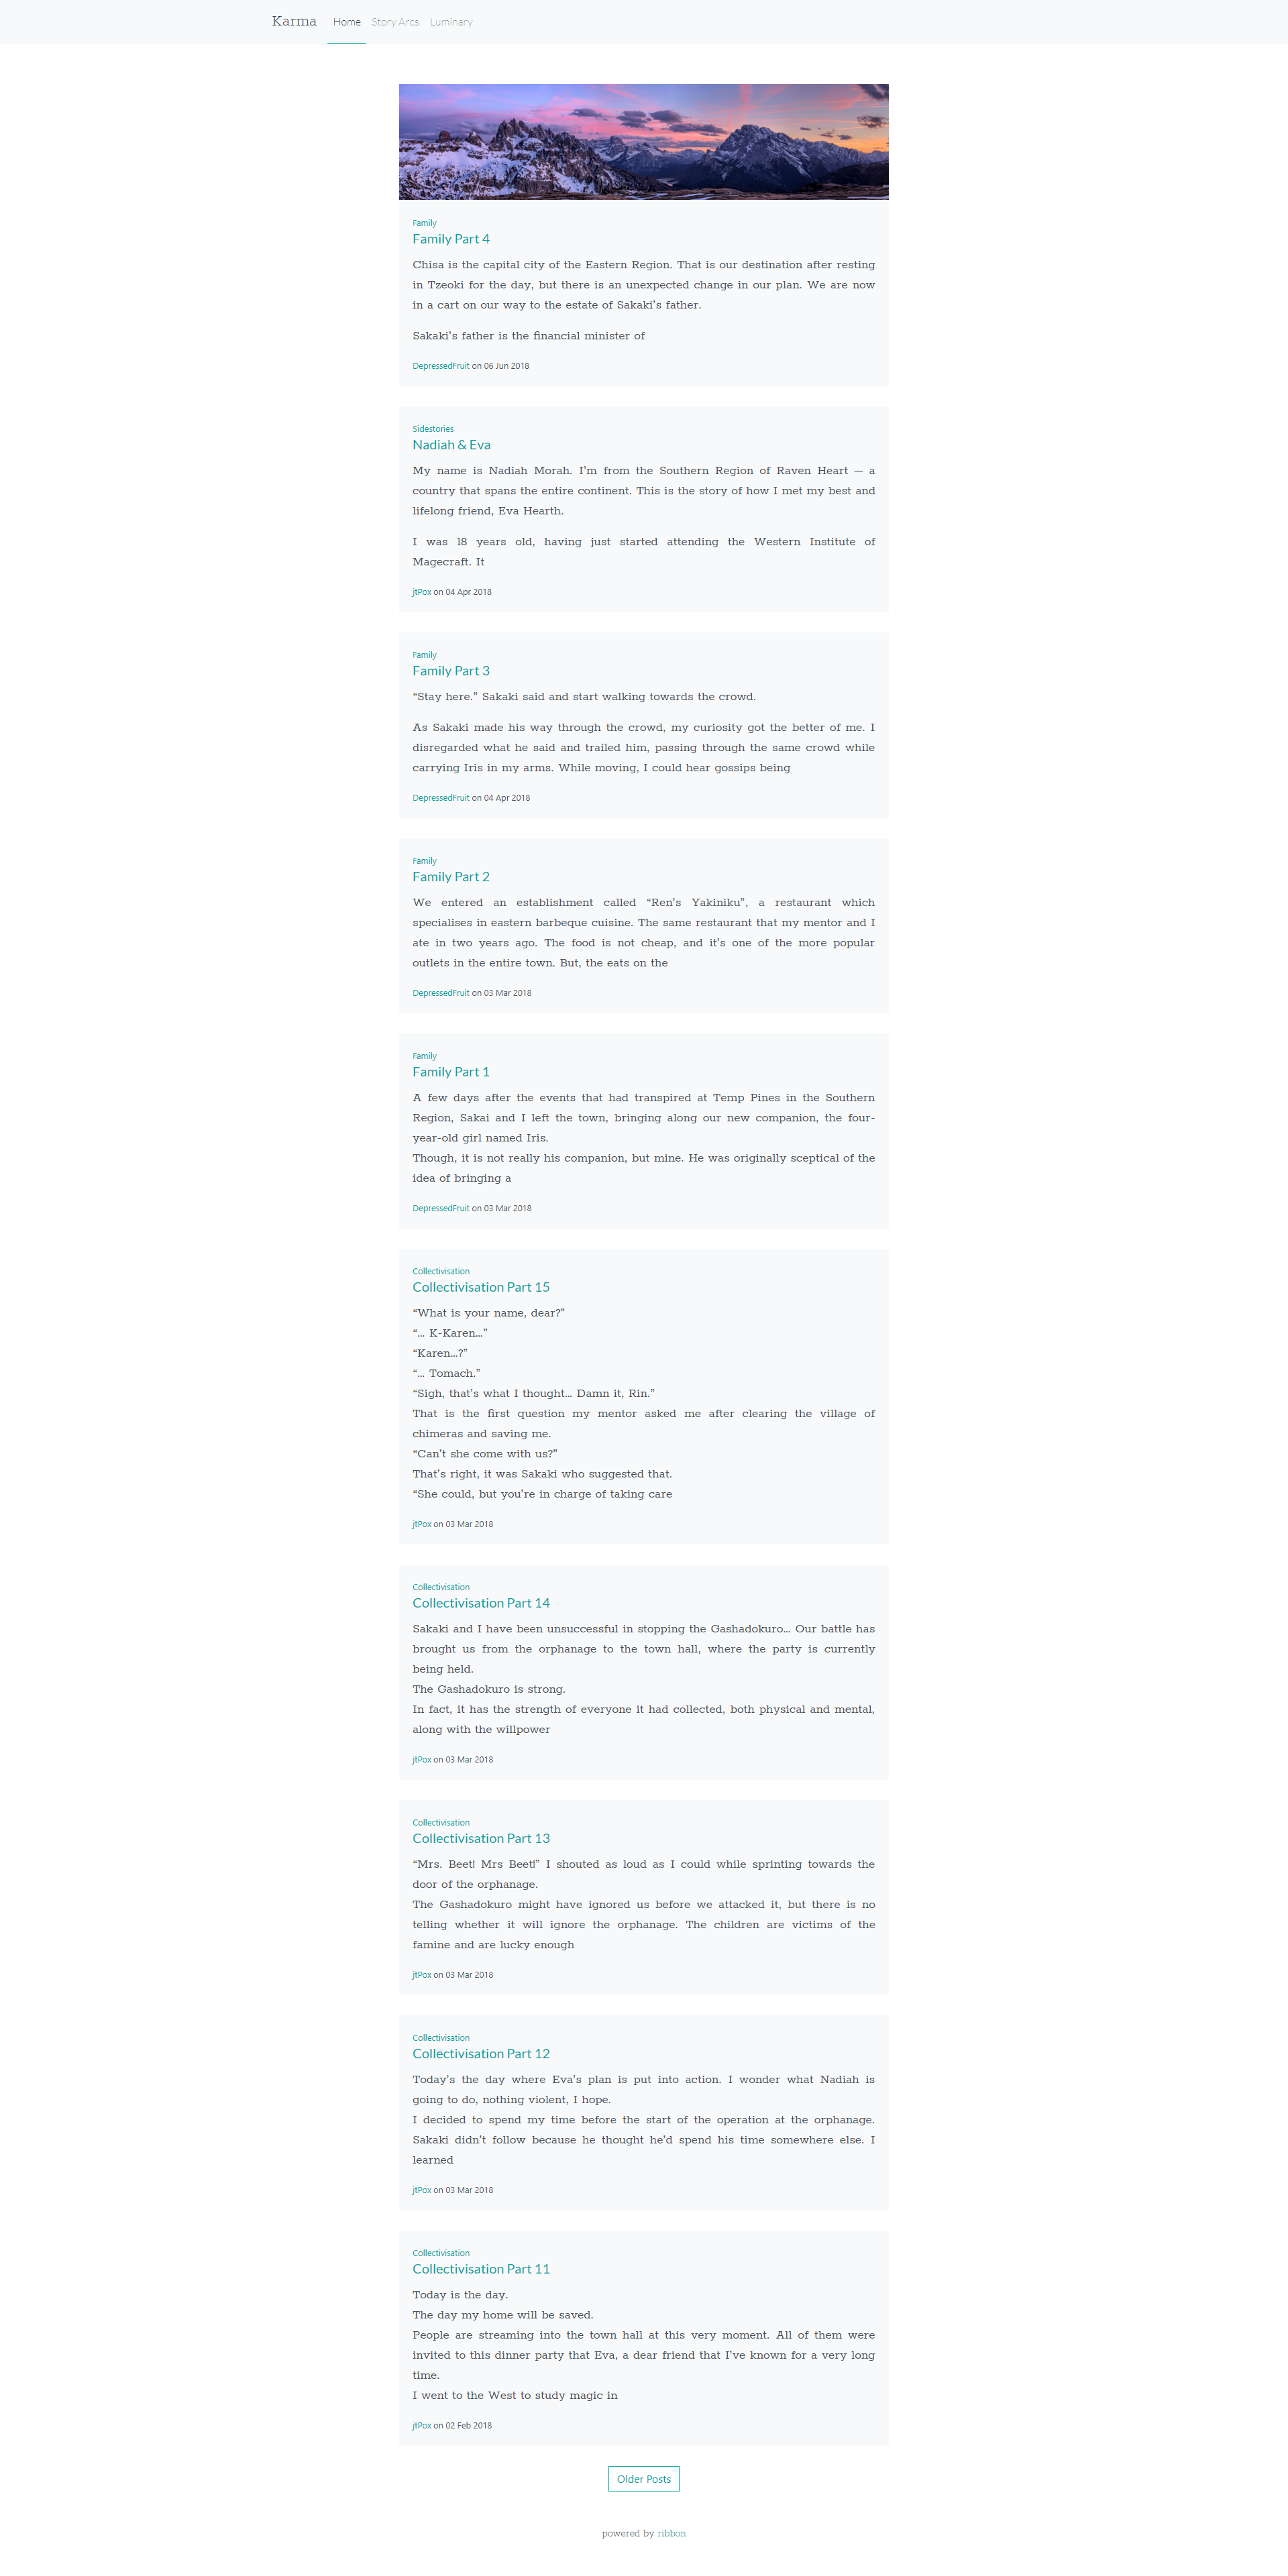 Karma Home Story Arcs Luminary
Family
Family Part 4
Chisa is the capital city of the Eastern Region. That is our destination after resting
in Tzeoki for the day, but there is an unexpected change in our plan. We are now
in a cart on our way to the estate of Sakaki's father.
Sakaki's father is the financial minister of
DepressedFruit on 06 Jun 2018
Sidestories
Nadiah & Eva
My name is Nadiah Morah. I'm from the Southern Region of Raven Heart — a
country that spans the entire continent. This is the story of how I met my best and
lifelong friend, Eva Hearth.
I was 18 years old, having just started attending the Western Institute of
Magecraft. It
jtPox on 04 Apr 2018
Family
Family Part 3
“Stay here.” Sakaki said and start walking towards the crowd.
As Sakaki made his way through the crowd, my curiosity got the better of me. I
disregarded what he said and trailed him, passing through the same crowd while
carrying Iris in my arms. While moving, I could hear gossips being
DepressedFruit on 04 Apr 2018
Family
Family Part 2
We entered an establishment called “Ren's Yakiniku”, a restaurant which
specialises in eastern barbeque cuisine. The same restaurant that my mentor and I
ate in two years ago. The food is not cheap, and it's one of the more popular
outlets in the entire town. But, the eats on the
DepressedFruit on 03 Mar 2018
Family
Family Part 1
A few days after the events that had transpired at Temp Pines in the Southern
Region, Sakai and I left the town, bringing along our new companion, the four-
year-old girl named Iris.
Though, it is not really his companion, but mine. He was originally sceptical of the
idea of bringing a
DepressedFruit on 03 Mar 2018
Collectivisation
Collectivisation Part 15
“What is your name, dear?”
“… K-Karen…”
“Karen…?”
“… Tomach.”
“Sigh, that's what I thought… Damn it, Rin.”
That is the first question my mentor asked me after clearing the village of
chimeras and saving me.
“Can't she come with us?”
That's right, it was Sakaki who suggested that.
“She could, but you're in charge of taking care
jtPox on 03 Mar 2018
Collectivisation
Collectivisation Part 14
Sakaki and I have been unsuccessful in stopping the Gashadokuro… Our battle has
brought us from the orphanage to the town hall, where the party is currently
being held.
The Gashadokuro is strong.
In fact, it has the strength of everyone it had collected, both physical and mental,
along with the willpower
jtPox on 03 Mar 2018
Collectivisation
Collectivisation Part 13
“Mrs. Beet! Mrs Beet!” I shouted as loud as I could while sprinting towards the
door of the orphanage.
The Gashadokuro might have ignored us before we attacked it, but there is no
telling whether it will ignore the orphanage. The children are victims of the
famine and are lucky enough
jtPox on 03 Mar 2018
Collectivisation
Collectivisation Part 12
Today's the day where Eva's plan is put into action. I wonder what Nadiah is
going to do, nothing violent, I hope.
I decided to spend my time before the start of the operation at the orphanage.
Sakaki didn't follow because he thought he'd spend his time somewhere else. I
learned
jtPox on 03 Mar 2018
Collectivisation
Collectivisation Part 11
Today is the day.
The day my home will be saved.
People are streaming into the town hall at this very moment. All of them were
invited to this dinner party that Eva, a dear friend that I've known for a very long
time.
I went to the West to study magic in
jtPox on 02 Feb 2018
Older Posts
powered by ribbon